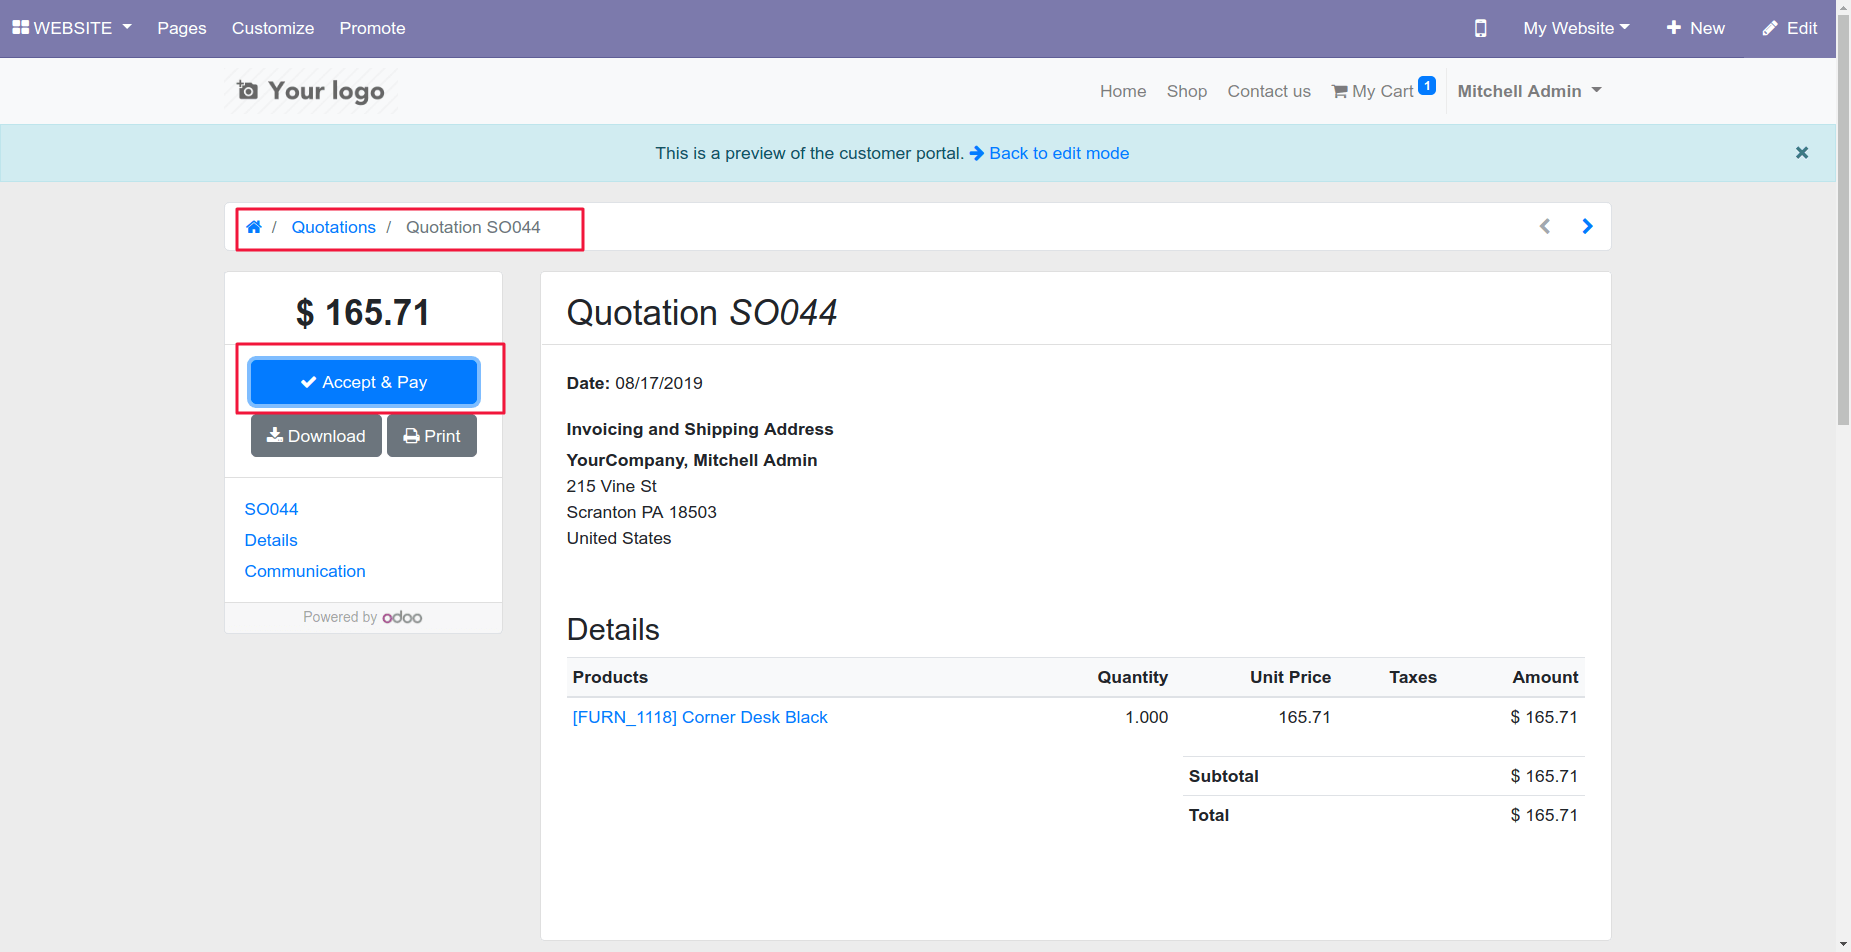 WEBSITE Pages Customize Promote My Website New Edit
Your logo Home Shop Contact us My Cart 1 Mitchell Admin
This is a preview of the customer portal. Back to edit mode
/ Quotations / Quotation SO044
$ 165.71
Accept & Pay
Download Print
SO044
Details
Communication
Powered by odoo
Quotation SO044
Date: 08/17/2019
Invoicing and Shipping Address
YourCompany, Mitchell Admin
215 Vine St
Scranton PA 18503
United States
Details
Products Quantity Unit Price Taxes Amount
[FURN_1118] Corner Desk Black 1.000 165.71 $ 165.71
Subtotal $ 165.71
Total $ 165.71